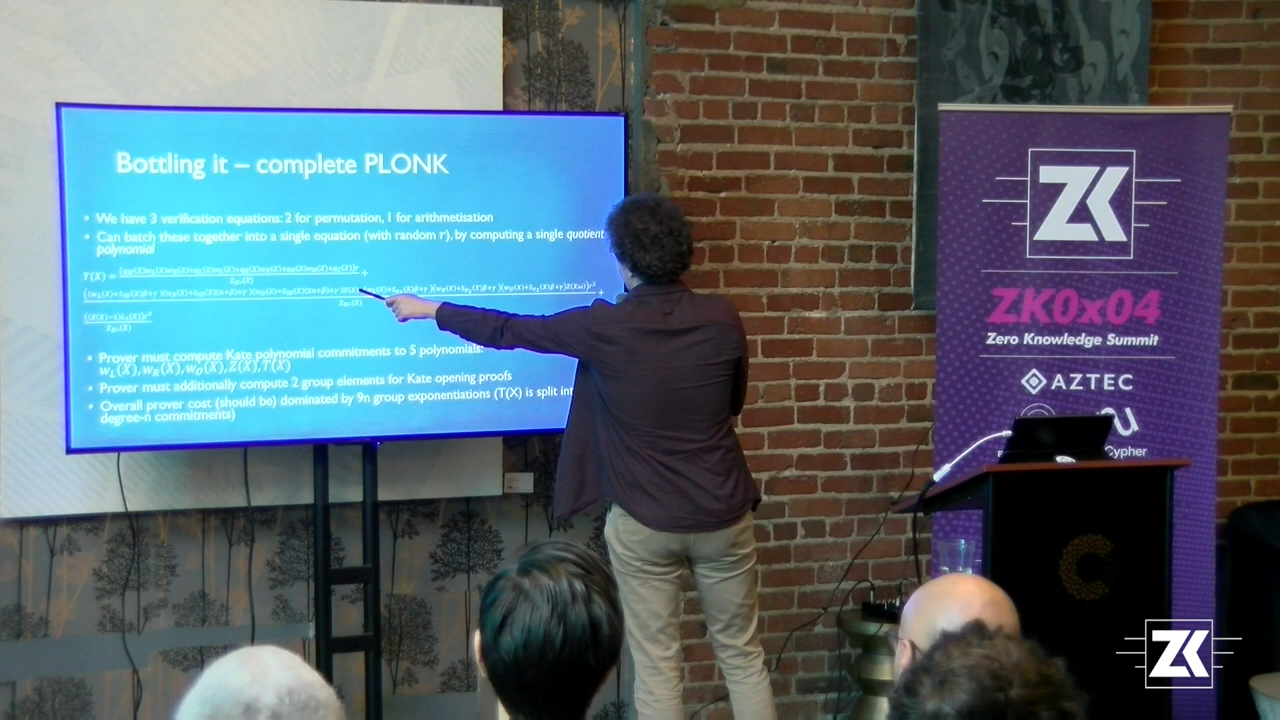 Bottling it – complete PLONK
• We have 3 verification equations: 2 for permutation, 1 for arithmetisation
• Can batch these together into a single equation (with random r), by computing a single quotient
polynomial
T(X) =
• Prover must compute Kate polynomial commitments to 5 polynomials:
w_L(X), w_R(X), w_O(X), Z(X), T(X)
• Prover must additionally compute 2 group elements for Kate opening proofs
• Overall prover cost (should be) dominated by 9n group exponentiations (T(X) is split
degree-n commitments)
ZK
ZK0x04
Zero Knowledge Summit
AZTEC
Cypher
C
ZK